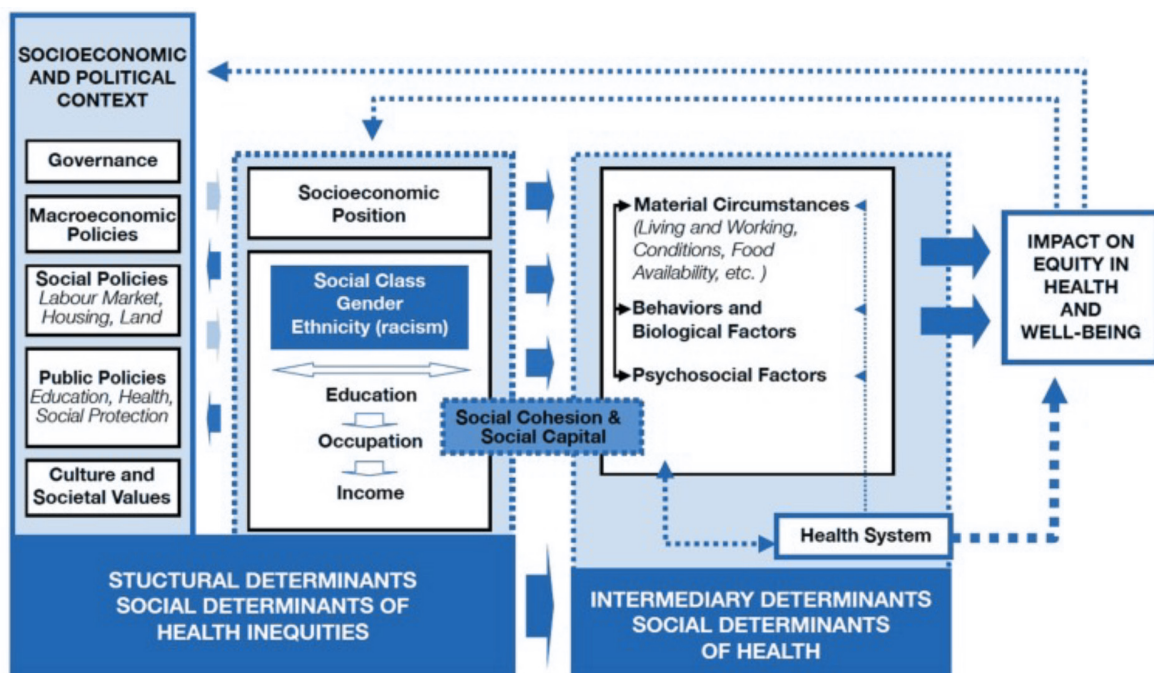 SOCIOECONOMIC
AND POLITICAL
CONTEXT
Governance
Macroeconomic
Policies
Social Policies
Labour Market,
Housing, Land
Public Policies
Education, Health,
Social Protection
Culture and
Societal Values
Socioeconomic
Position
Social Class
Gender
Ethnicity (racism)
Education
Occupation
Income
Social Cohesion &
Social Capital
Material Circumstances
(Living and Working,
Conditions, Food
Availability, etc. )
Behaviors and
Biological Factors
Psychosocial Factors
Health System
IMPACT ON
EQUITY IN
HEALTH
AND
WELL-BEING
STUCTURAL DETERMINANTS
SOCIAL DETERMINANTS OF
HEALTH INEQUITIES
INTERMEDIARY DETERMINANTS
SOCIAL DETERMINANTS
OF HEALTH